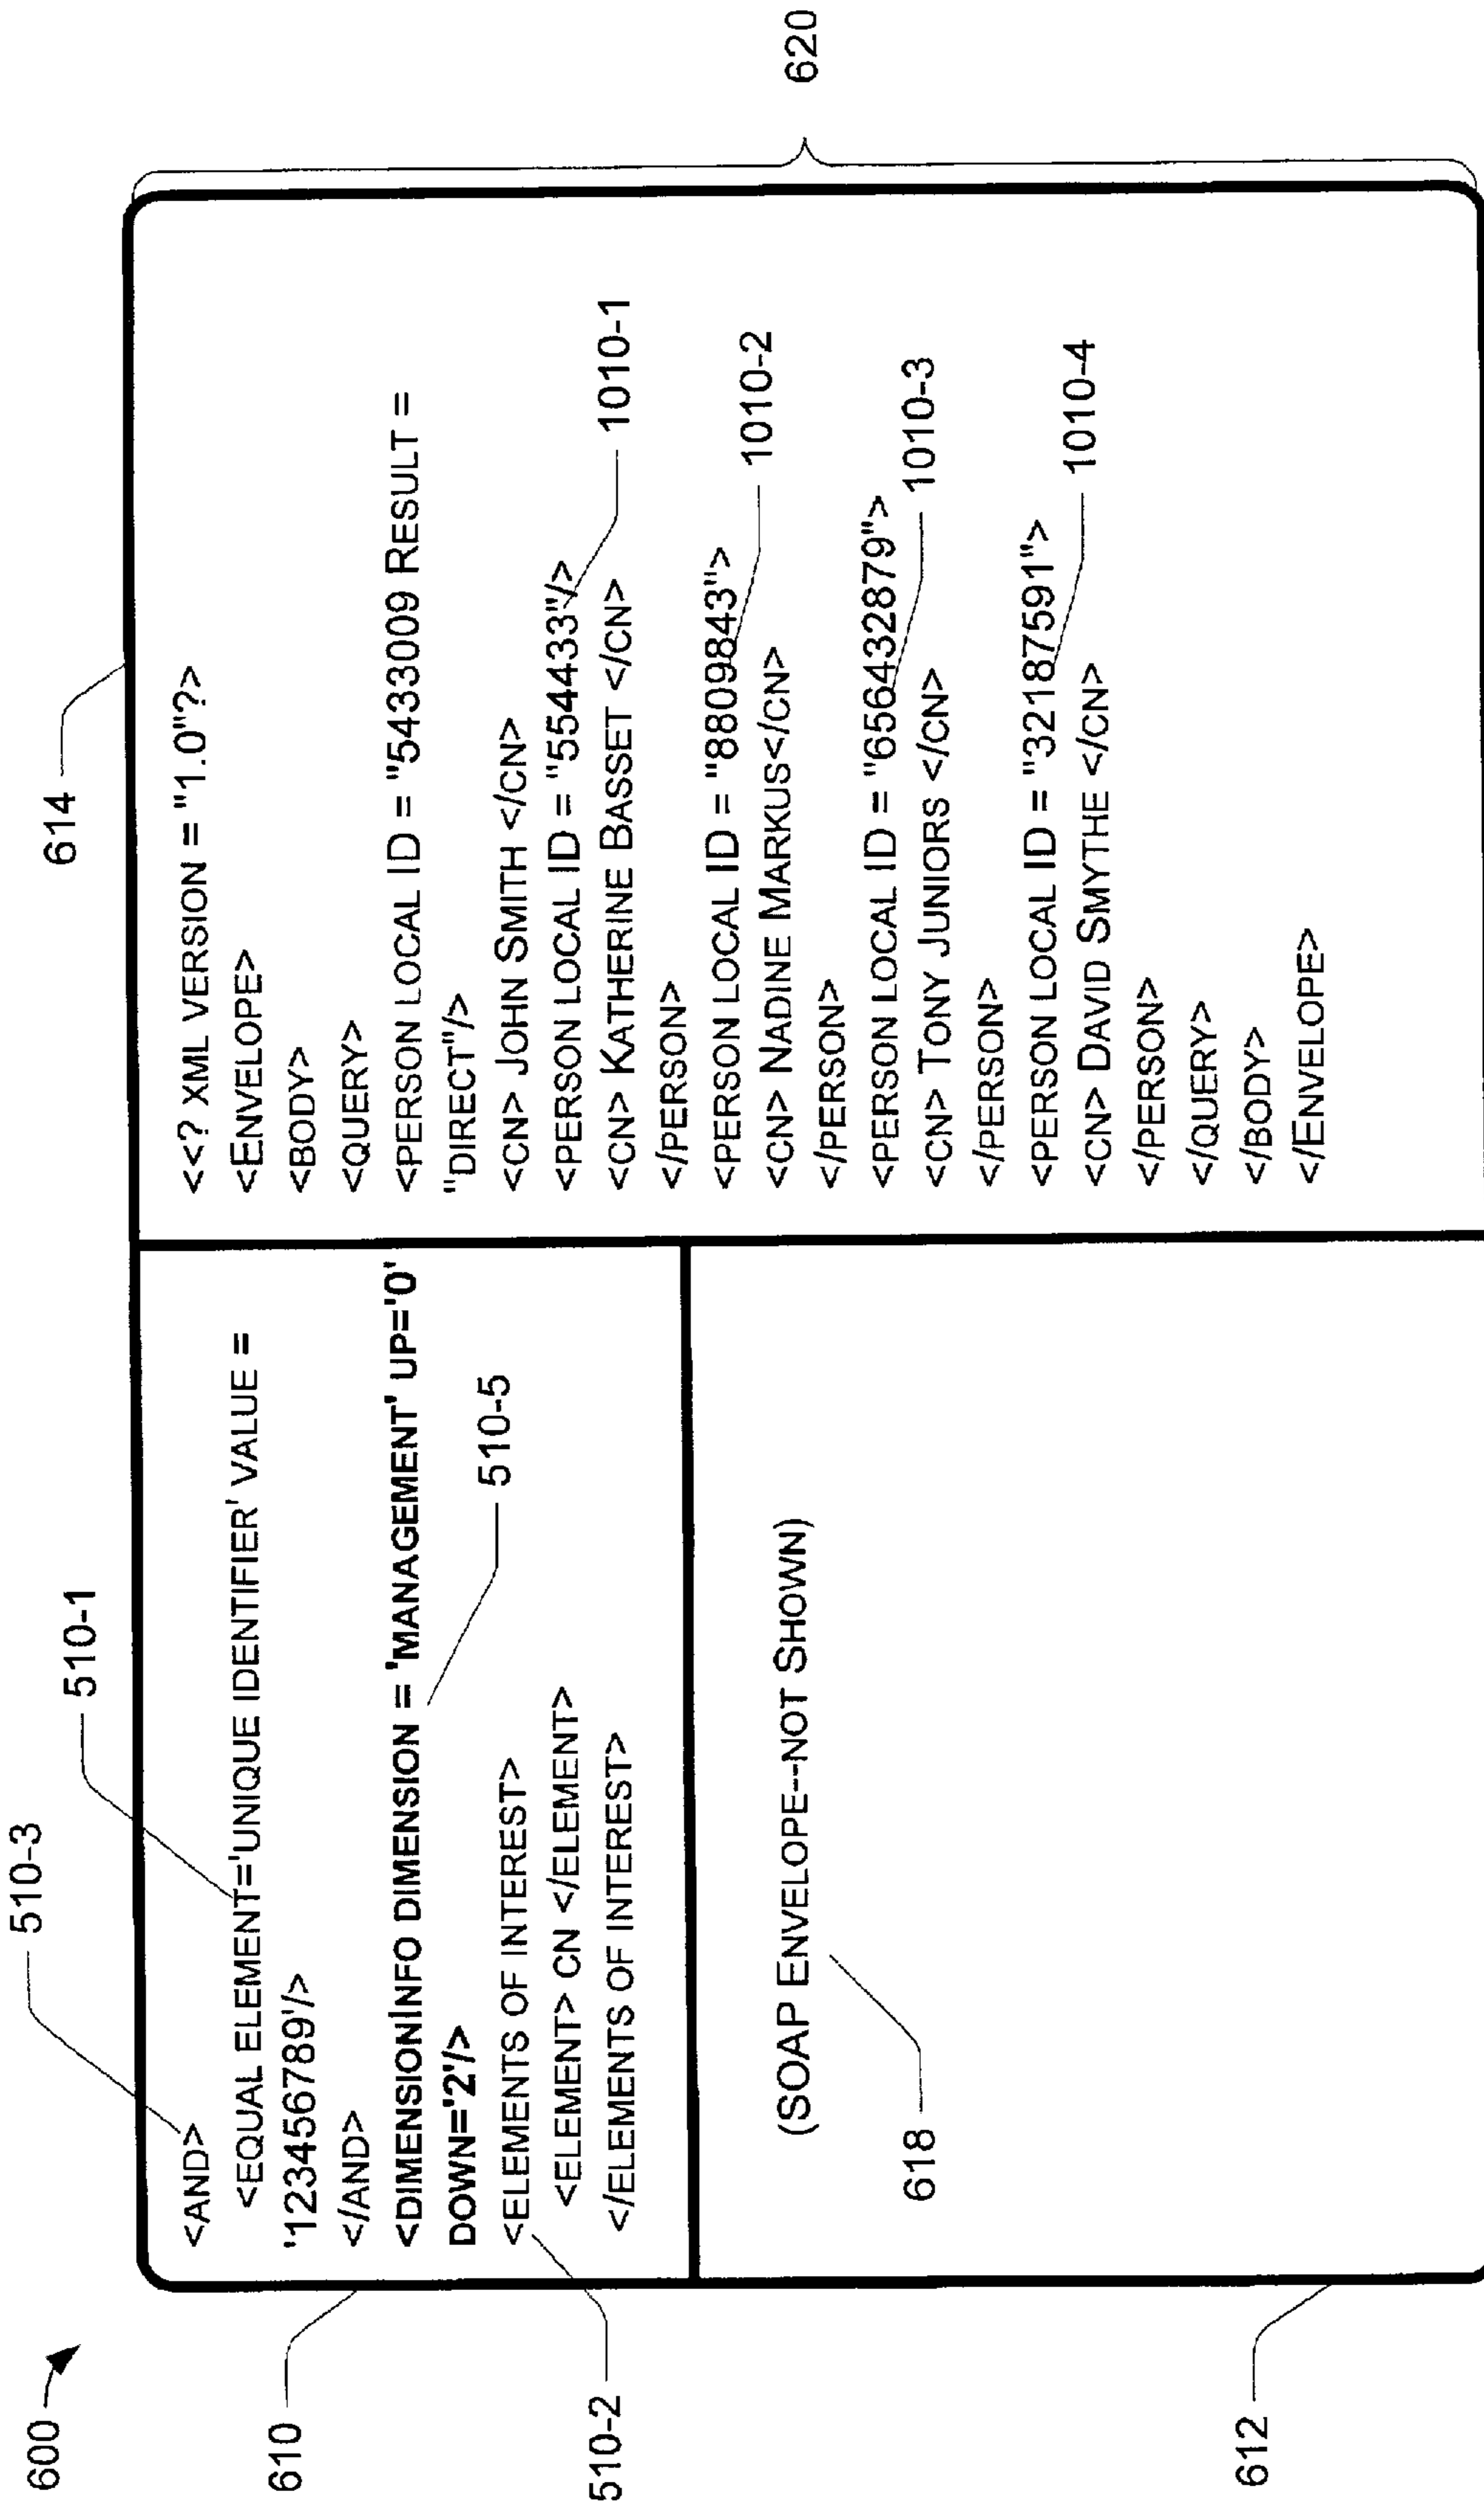 600
610
510-3
510-1
<AND>
<EQUAL ELEMENT='UNIQUE IDENTIFIER' VALUE =
'123456789'/>
</AND>
<DIMENSIONINFO DIMENSION = 'MANAGEMENT' UP='0'
DOWN='2'/>
<ELEMENTS OF INTEREST>
<ELEMENT> CN </ELEMENT>
</ELEMENTS OF INTEREST>
510-5
510-2
(SOAP ENVELOPE--NOT SHOWN)
618
612
614
<<? XML VERSION = "1.0"?>
<ENVELOPE>
<BODY>
<QUERY>
<PERSON LOCAL ID = "5433009 RESULT =
"DIRECT"/>
<CN> JOHN SMITH </CN>
<PERSON LOCAL ID = "554433"/>
<CN> KATHERINE BASSET </CN>
</PERSON>
<PERSON LOCAL ID = "8809843">
<CN> NADINE MARKUS</CN>
</PERSON>
<PERSON LOCAL ID = "656432879">
<CN> TONY JUNIORS </CN>
</PERSON>
<PERSON LOCAL ID = "32187591">
<CN> DAVID SMYTHE </CN>
</PERSON>
</QUERY>
</BODY>
</ENVELOPE>
1010-1
1010-2
1010-3
1010-4
620